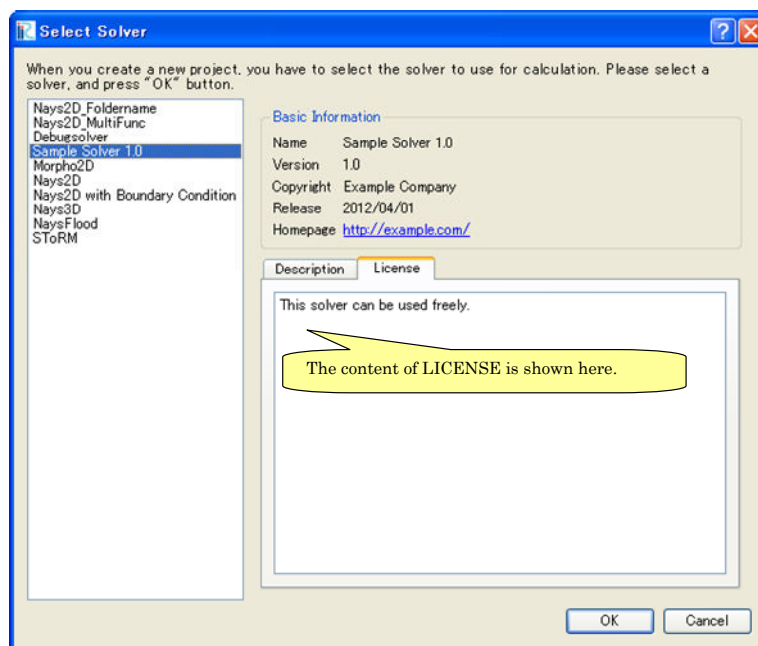 Select Solver
When you create a new project, you have to select the solver to use for calculation. Please select a
solver, and press "OK" button.
Nays2D_Foldername
Nays2D_MultiFunc
Debugsolver
Sample Solver 1.0
Morpho2D
Nays2D
Nays2D with Boundary Condition
Nays3D
NaysFlood
SToRM
Basic Information
Name Sample Solver 1.0
Version 1.0
Copyright Example Company
Release 2012/04/01
Homepage http://example.com/
Description License
This solver can be used freely.
The content of LICENSE is shown here.
OK Cancel